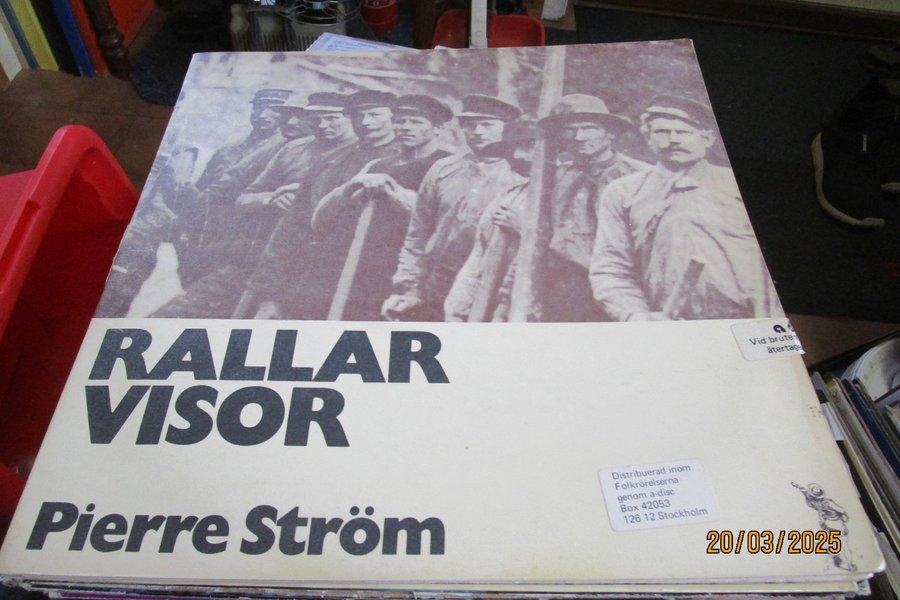 RALLAR
VISOR
Vid brute
återtag
Distribuerad inom
Folkrörelserna
genom a-disc
Box 42053
126 12 Stockholm
Pierre Ström
20/03/2025